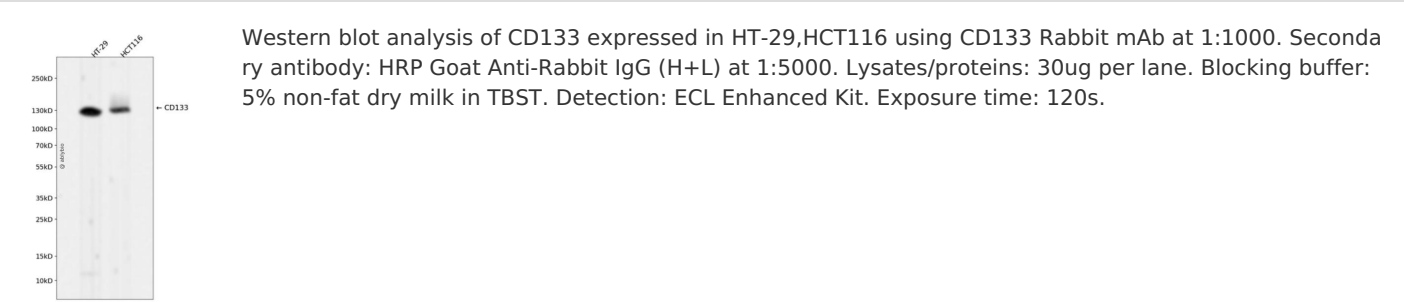 HT-29 HCT116
250kD
130kD
← CD133
100kD
70kD
55kD
@ abiybio
35kD
25kD
15kD
10kD
Western blot analysis of CD133 expressed in HT-29,HCT116 using CD133 Rabbit mAb at 1:1000. Seconda
ry antibody: HRP Goat Anti-Rabbit IgG (H+L) at 1:5000. Lysates/proteins: 30ug per lane. Blocking buffer:
5% non-fat dry milk in TBST. Detection: ECL Enhanced Kit. Exposure time: 120s.